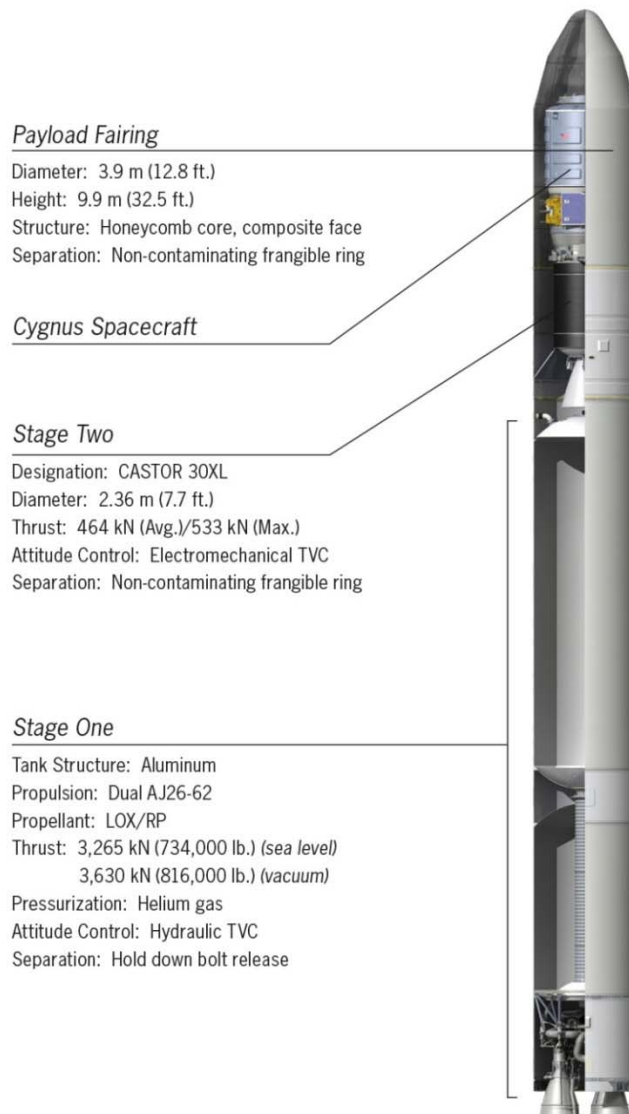 Payload Fairing
Diameter: 3.9 m (12.8 ft.)
Height: 9.9 m (32.5 ft.)
Structure: Honeycomb core, composite face
Separation: Non-contaminating frangible ring
Cygnus Spacecraft
Stage Two
Designation: CASTOR 30XL
Diameter: 2.36 m (7.7 ft.)
Thrust: 464 kN (Avg.)/533 kN (Max.)
Attitude Control: Electromechanical TVC
Separation: Non-contaminating frangible ring
Stage One
Tank Structure: Aluminum
Propulsion: Dual AJ26-62
Propellant: LOX/RP
Thrust: 3,265 kN (734,000 lb.) (sea level)
3,630 kN (816,000 lb.) (vacuum)
Pressurization: Helium gas
Attitude Control: Hydraulic TVC
Separation: Hold down bolt release